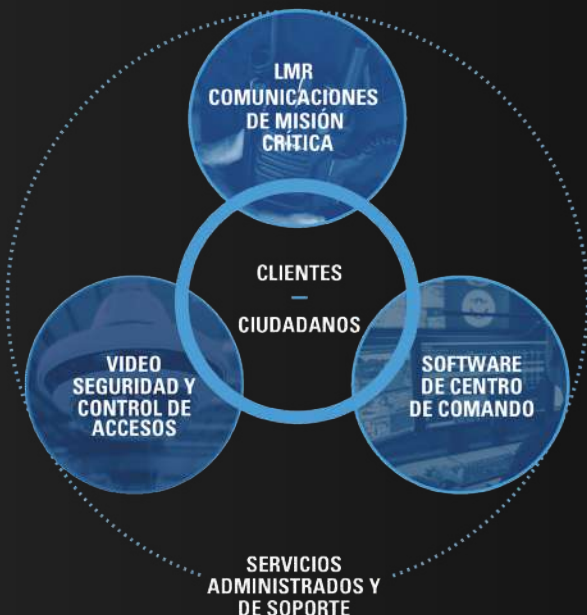 LMR
COMUNICACIONES
DE MISIÓN
CRÍTICA
CLIENTES
–
CIUDADANOS
VIDEO
SEGURIDAD Y
CONTROL DE
ACCESOS
SOFTWARE
DE CENTRO
DE COMANDO
SERVICIOS
ADMINISTRADOS Y
DE SOPORTE